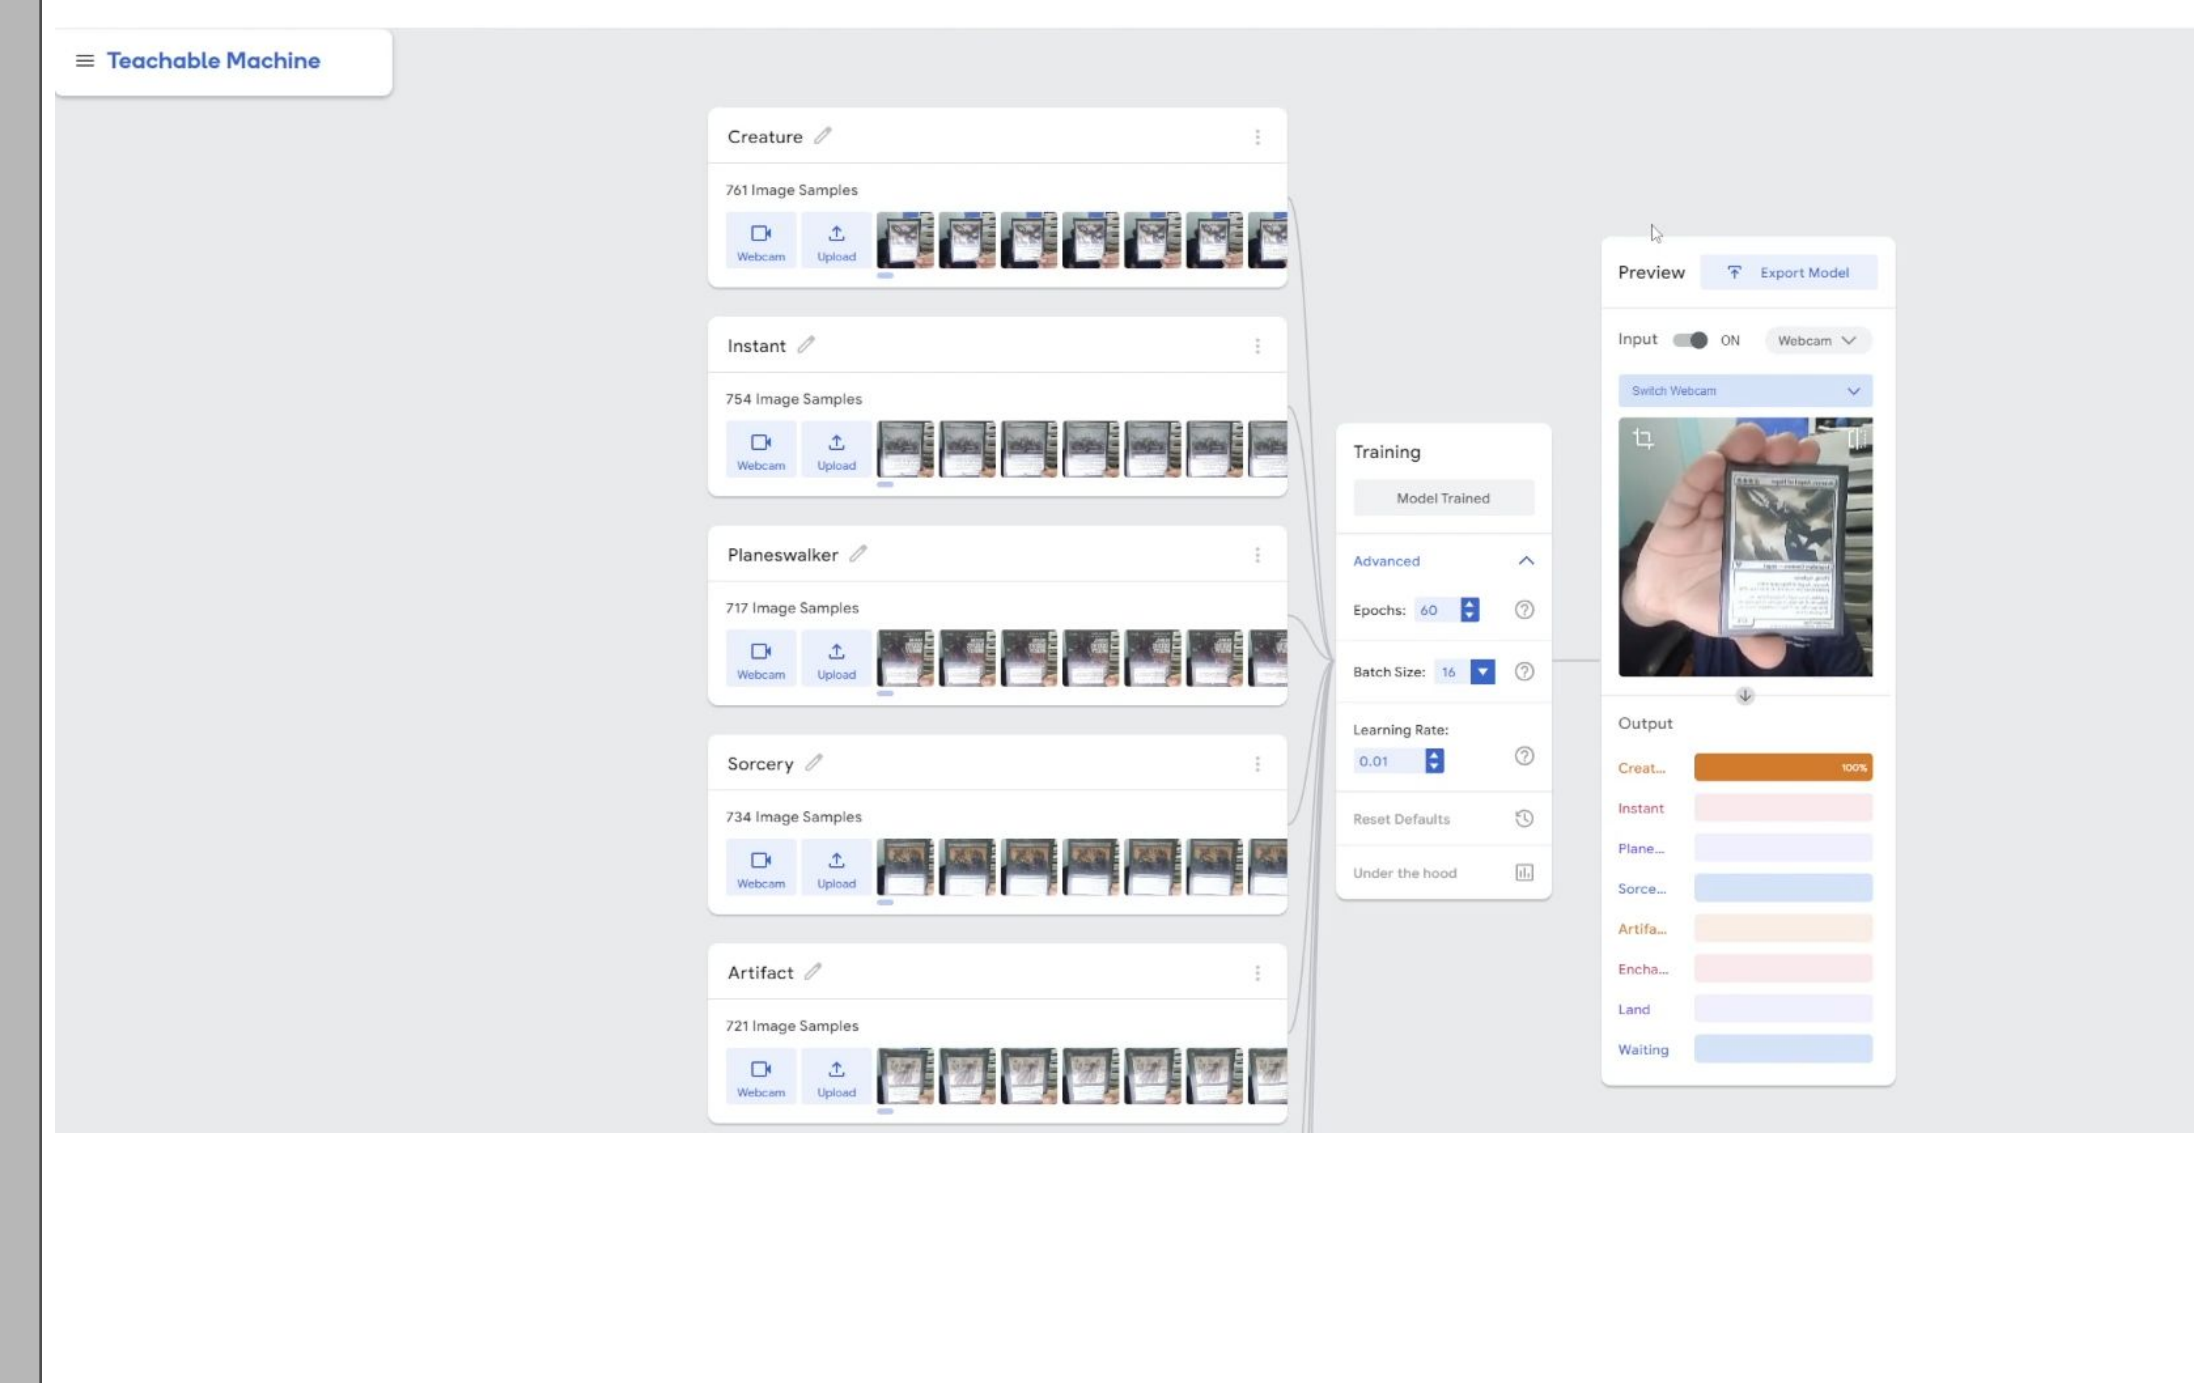 Teachable Machine
Creature
761 Image Samples
Webcam
Upload
Instant
754 Image Samples
Webcam
Upload
Planeswalker
717 Image Samples
Webcam
Upload
Sorcery
734 Image Samples
Webcam
Upload
Artifact
721 Image Samples
Webcam
Upload
Training
Model Trained
Advanced
Epochs: 60
Batch Size: 16
Learning Rate:
0.01
Reset Defaults
Under the hood
Preview
Export Model
Input ON Webcam
Switch Webcam
Output
Creat... 100%
Instant
Plane...
Sorce...
Artifa...
Encha...
Land
Waiting